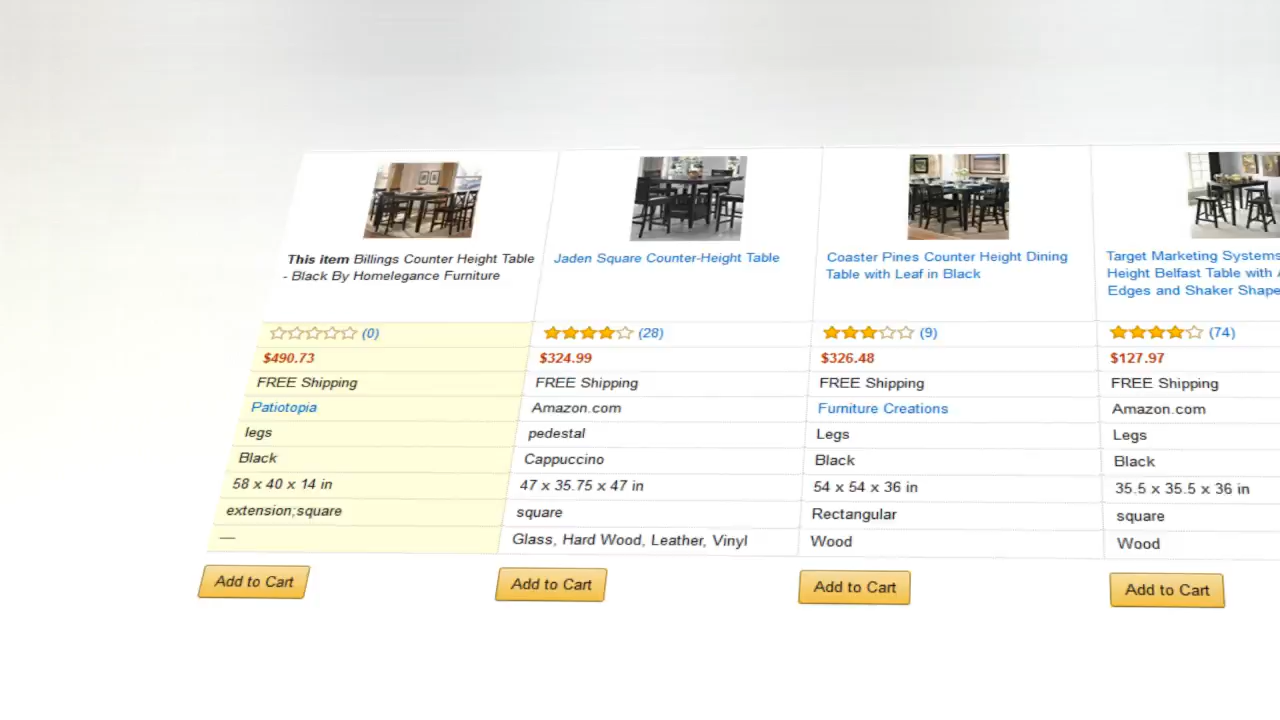 This item Billings Counter Height Table
- Black By Homelegance Furniture
Jaden Square Counter-Height Table
Coaster Pines Counter Height Dining
Table with Leaf in Black
Target Marketing Systems
Height Belfast Table with
Edges and Shaker Shape
(0)
(28)
(9)
(74)
$490.73
$324.99
$326.48
$127.97
FREE Shipping
FREE Shipping
FREE Shipping
FREE Shipping
Patiotopia
Amazon.com
Furniture Creations
Amazon.com
legs
pedestal
Legs
Legs
Black
Cappuccino
Black
Black
58 x 40 x 14 in
47 x 35.75 x 47 in
54 x 54 x 36 in
35.5 x 35.5 x 36 in
extension;square
square
Rectangular
square
—
Glass, Hard Wood, Leather, Vinyl
Wood
Wood
Add to Cart
Add to Cart
Add to Cart
Add to Cart